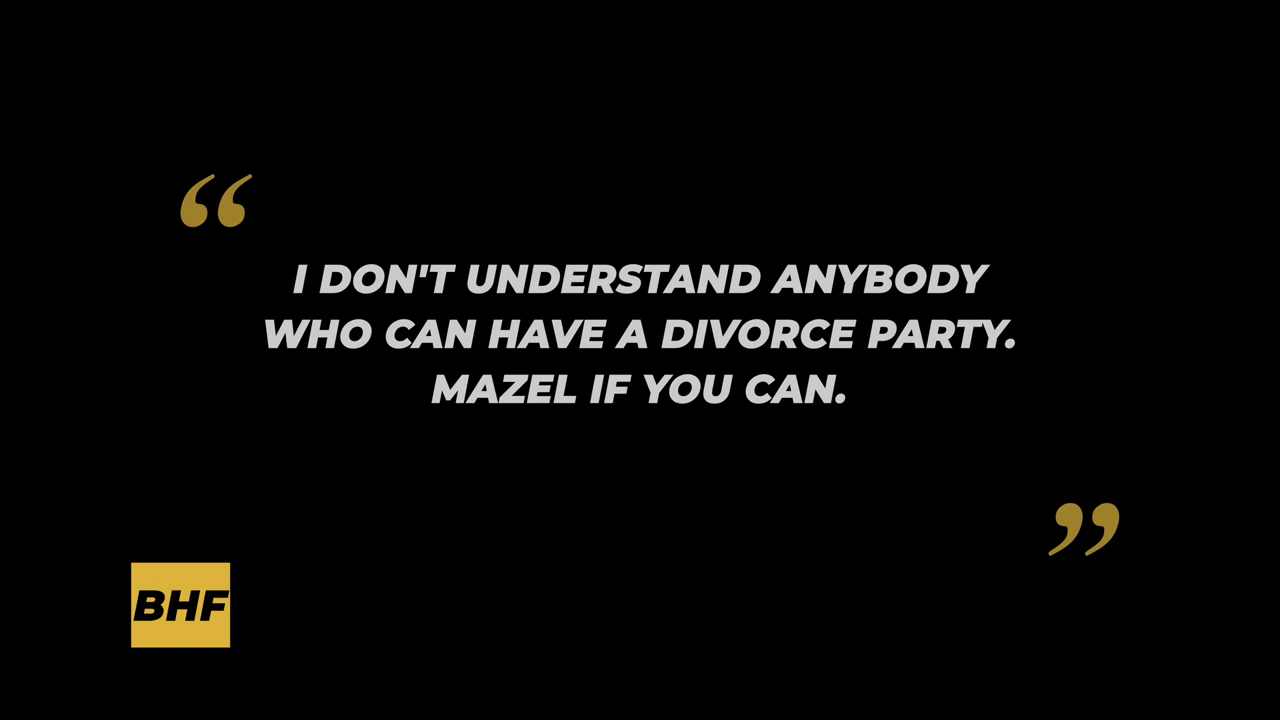 “
I DON'T UNDERSTAND ANYBODY
WHO CAN HAVE A DIVORCE PARTY.
MAZEL IF YOU CAN.
”
BHF